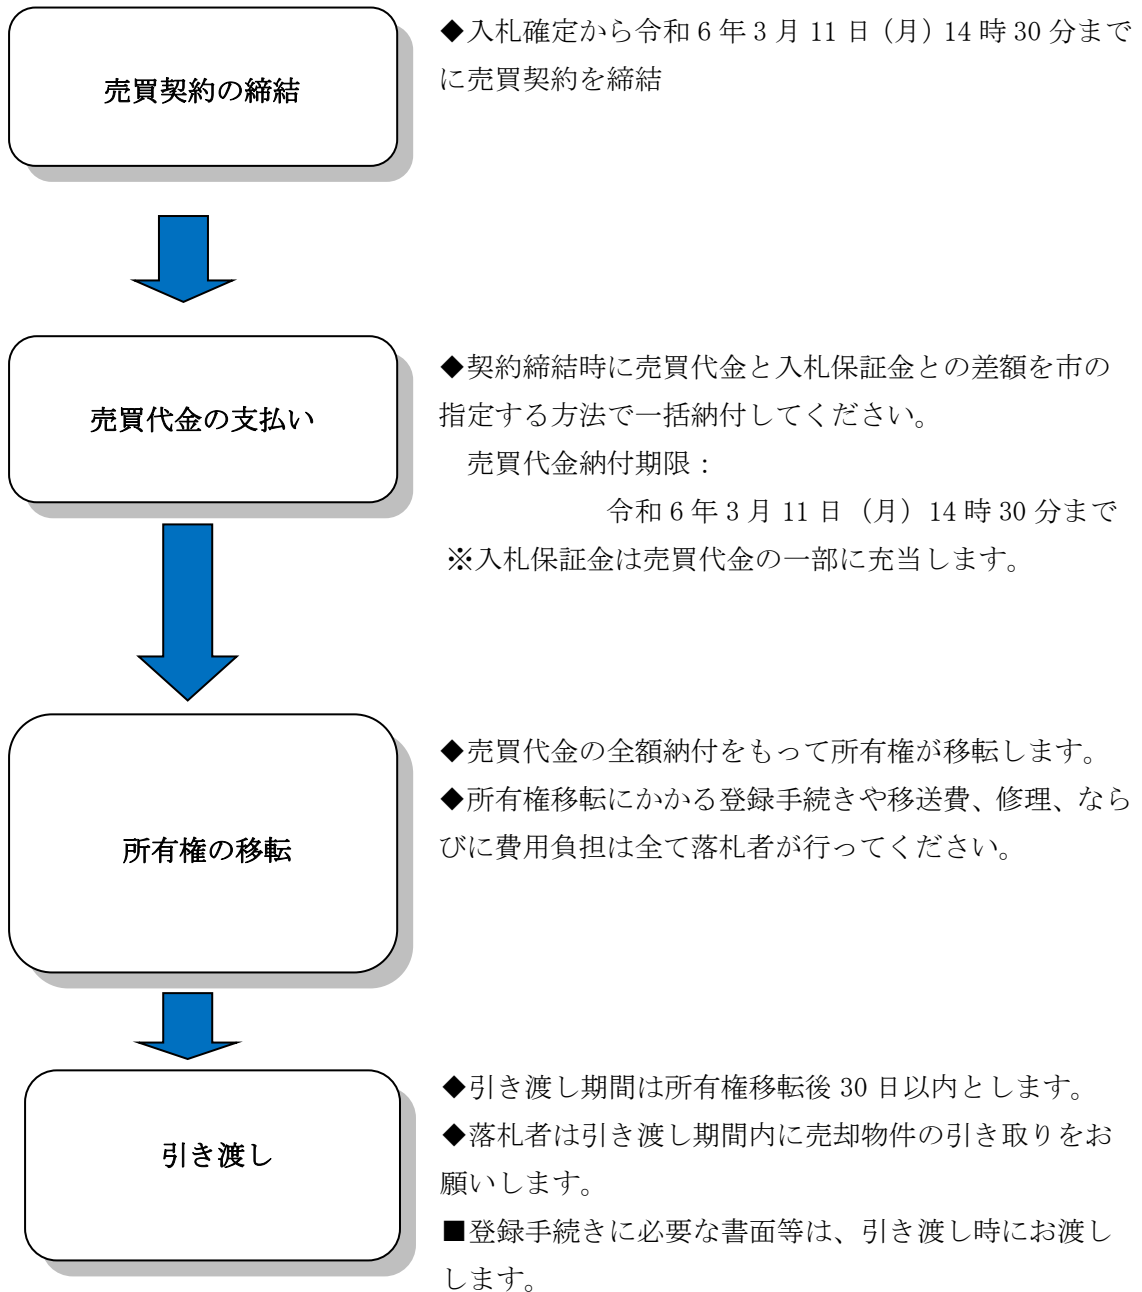 売買契約の締結
◆入札確定から令和6年3月11日（月）14時30分まで
に売買契約を締結
売買代金の支払い
◆契約締結時に売買代金と入札保証金との差額を市の
指定する方法で一括納付してください。
売買代金納付期限：
令和6年3月11日（月）14時30分まで
※入札保証金は売買代金の一部に充当します。
所有権の移転
◆売買代金の全額納付をもって所有権が移転します。
◆所有権移転にかかる登録手続きや移送費、修理、なら
びに費用負担は全て落札者が行ってください。
引き渡し
◆引き渡し期間は所有権移転後30日以内とします。
◆落札者は引き渡し期間内に売却物件の引き取りをお
願いします。
■登録手続きに必要な書面等は、引き渡し時にお渡し
します。